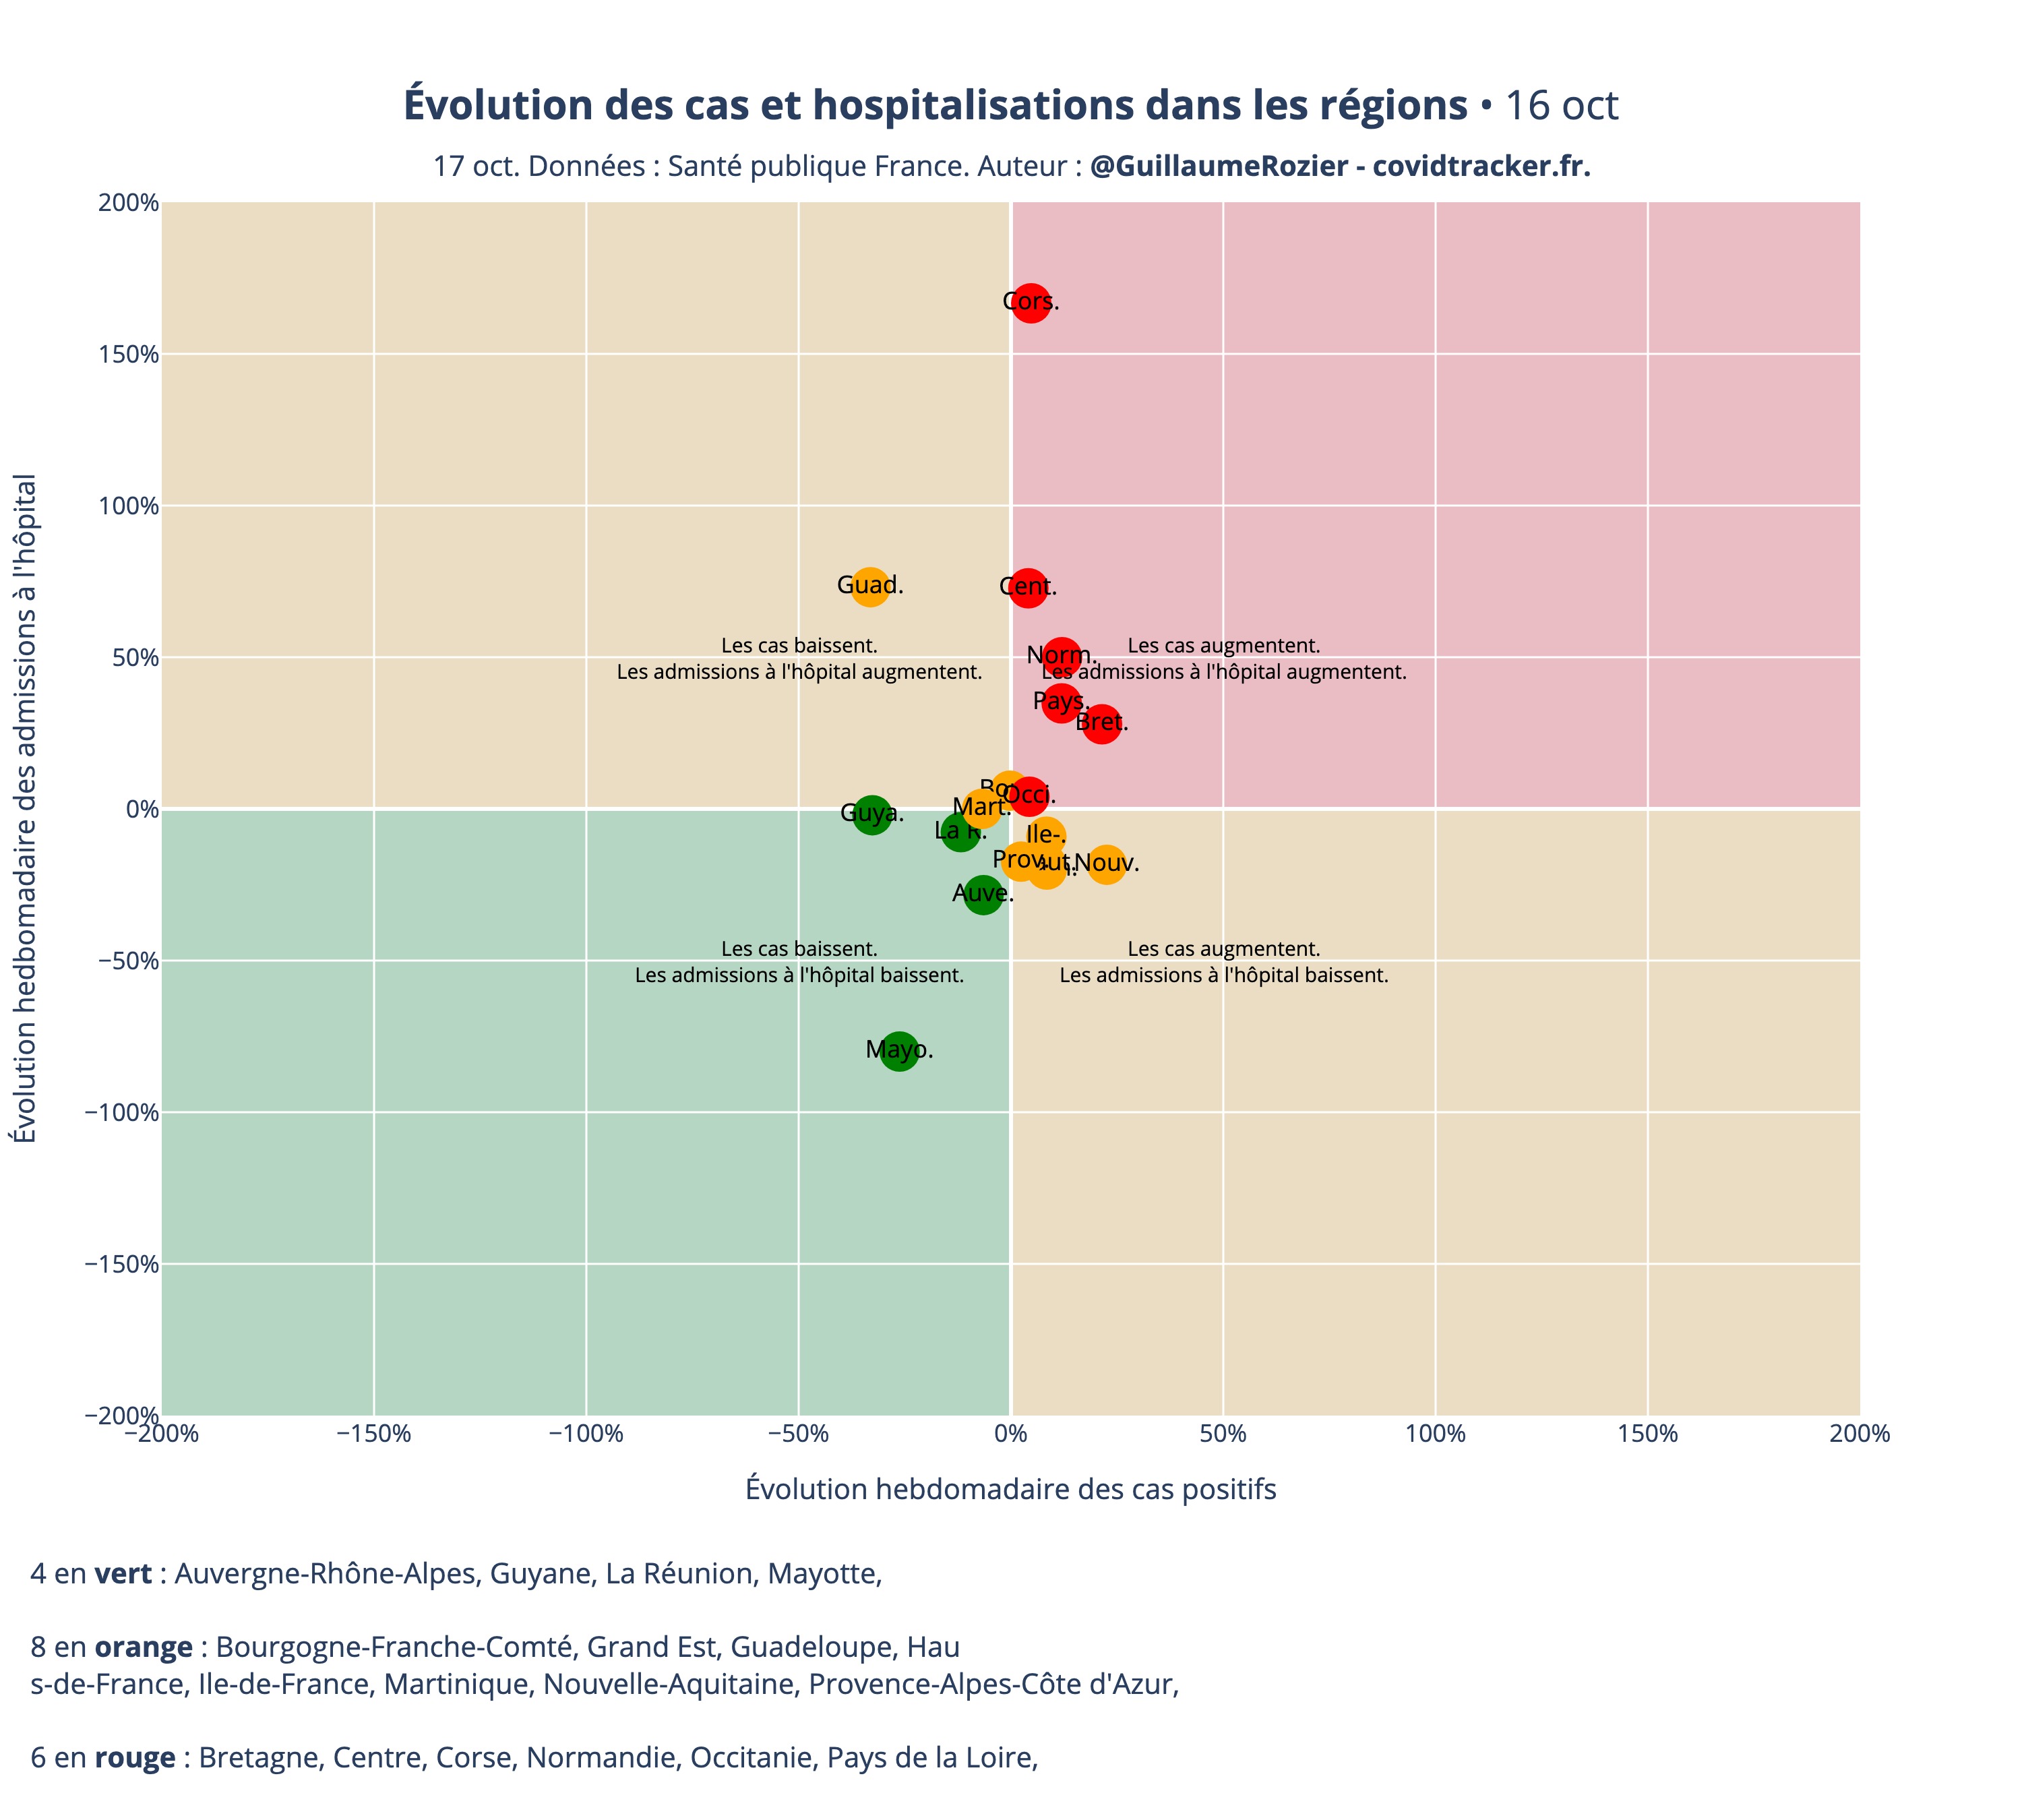 Évolution des cas et hospitalisations dans les régions • 16 oct
17 oct. Données : Santé publique France. Auteur : @GuillaumeRozier - covidtracker.fr.
Évolution hedbomadaire des admissions à l'hôpital
200%
150%
100%
50%
0%
−50%
−100%
−150%
−200%
Cors.
Guad.
Cent.
Les cas baissent.
Les admissions à l'hôpital augmentent.
Les cas augmentent.
Les admissions à l'hôpital augmentent.
Norm.
Pays.
Bret.
Occi.
Mart.
Guya.
La R.
Ile-.
Prov.
Nouv.
Auve.
Les cas baissent.
Les admissions à l'hôpital baissent.
Les cas augmentent.
Les admissions à l'hôpital baissent.
Mayo.
−200%
−150%
−100%
−50%
0%
50%
100%
150%
200%
Évolution hebdomadaire des cas positifs
4 en vert : Auvergne-Rhône-Alpes, Guyane, La Réunion, Mayotte,
8 en orange : Bourgogne-Franche-Comté, Grand Est, Guadeloupe, Hau
s-de-France, Ile-de-France, Martinique, Nouvelle-Aquitaine, Provence-Alpes-Côte d'Azur,
6 en rouge : Bretagne, Centre, Corse, Normandie, Occitanie, Pays de la Loire,